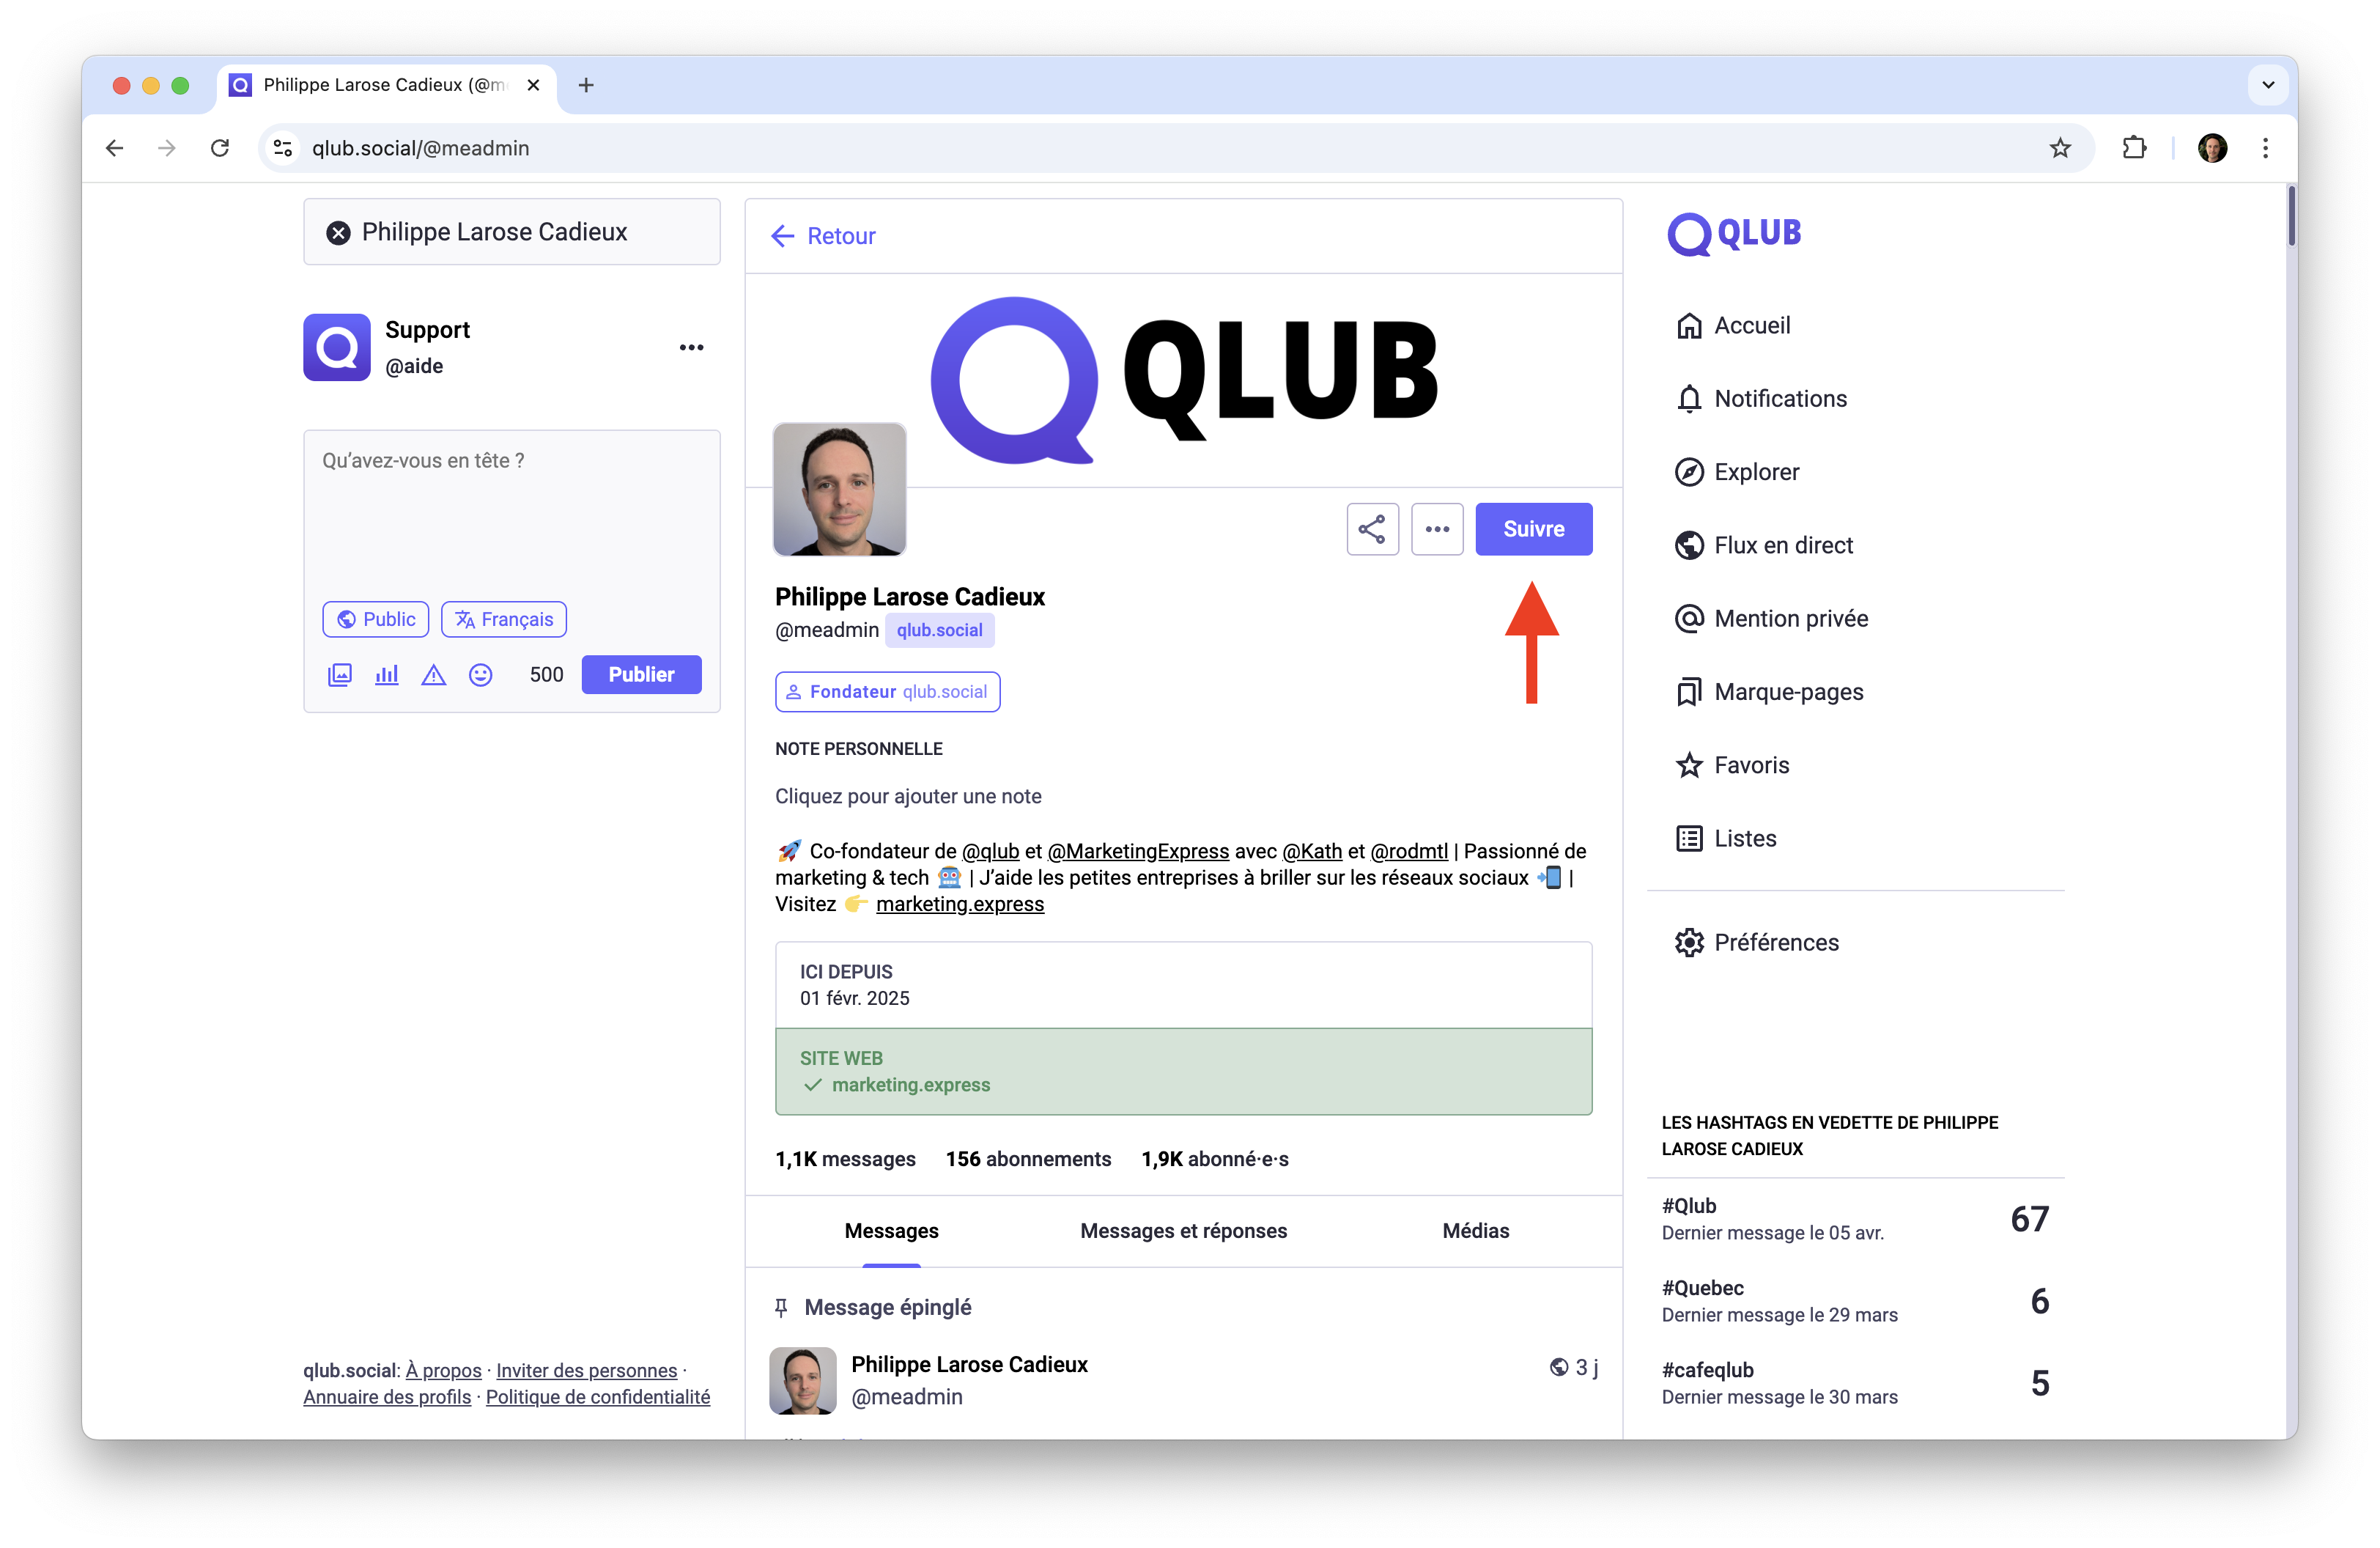 Philippe Larose Cadieux (@m
qlub.social/@meadmin
Philippe Larose Cadieux
Support
@aide
Qu’avez-vous en tête ?
Public
Français
500
Publier
qlub.social: À propos · Inviter des personnes ·
Annuaire des profils · Politique de confidentialité
Retour
QLUB
Suivre
Philippe Larose Cadieux
@meadmin qlub.social
Fondateur qlub.social
NOTE PERSONNELLE
Cliquez pour ajouter une note
🚀 Co-fondateur de @qlub et @MarketingExpress avec @Kath et @rodmtl | Passionné de
marketing & tech 🤖 | J’aide les petites entreprises à briller sur les réseaux sociaux 📲 |
Visitez 👉 marketing.express
ICI DEPUIS
01 févr. 2025
SITE WEB
marketing.express
1,1K messages 156 abonnements 1,9K abonné·e·s
Messages Messages et réponses Médias
Message épinglé
Philippe Larose Cadieux
3 j
@meadmin
QLUB
Accueil
Notifications
Explorer
Flux en direct
Mention privée
Marque-pages
Favoris
Listes
Préférences
LES HASHTAGS EN VEDETTE DE PHILIPPE
LAROSE CADIEUX
#Qlub
Dernier message le 05 avr.
67
#Quebec
Dernier message le 29 mars
6
#cafeqlub
Dernier message le 30 mars
5